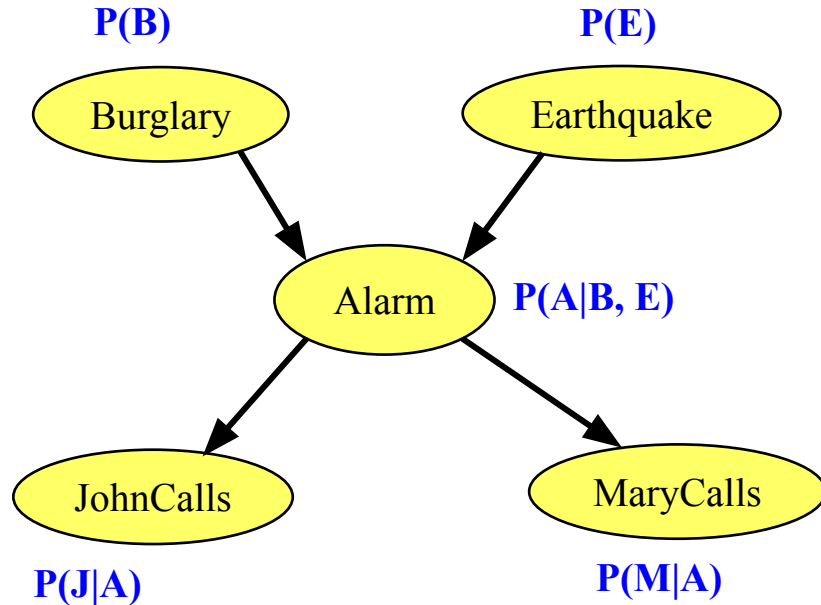 P(B)
P(E)
Burglary
Earthquake
Alarm
P(A|B, E)
JohnCalls
MaryCalls
P(J|A)
P(M|A)